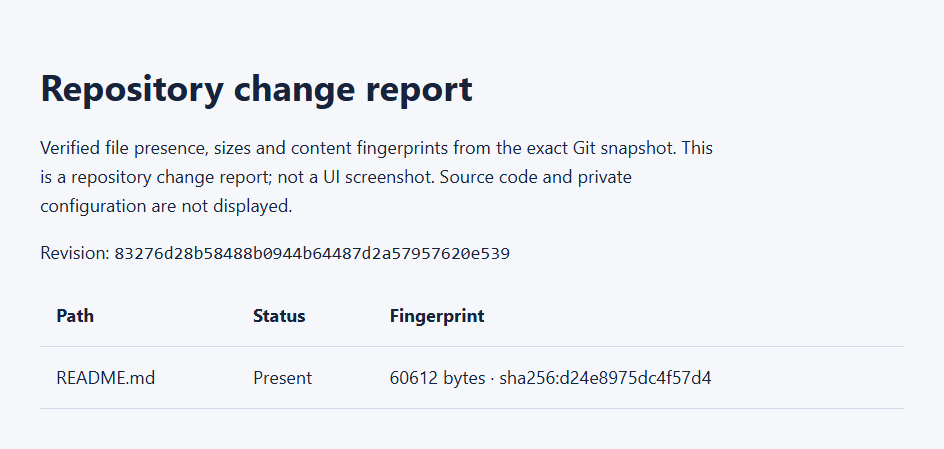 Repository change report
Verified file presence, sizes and content fingerprints from the exact Git snapshot. This
is a repository change report; not a UI screenshot. Source code and private
configuration are not displayed.
Revision: 83276d28b58488b0944b64487d2a57957620e539
Path Status Fingerprint
README.md Present 60612 bytes · sha256:d24e8975dc4f57d4